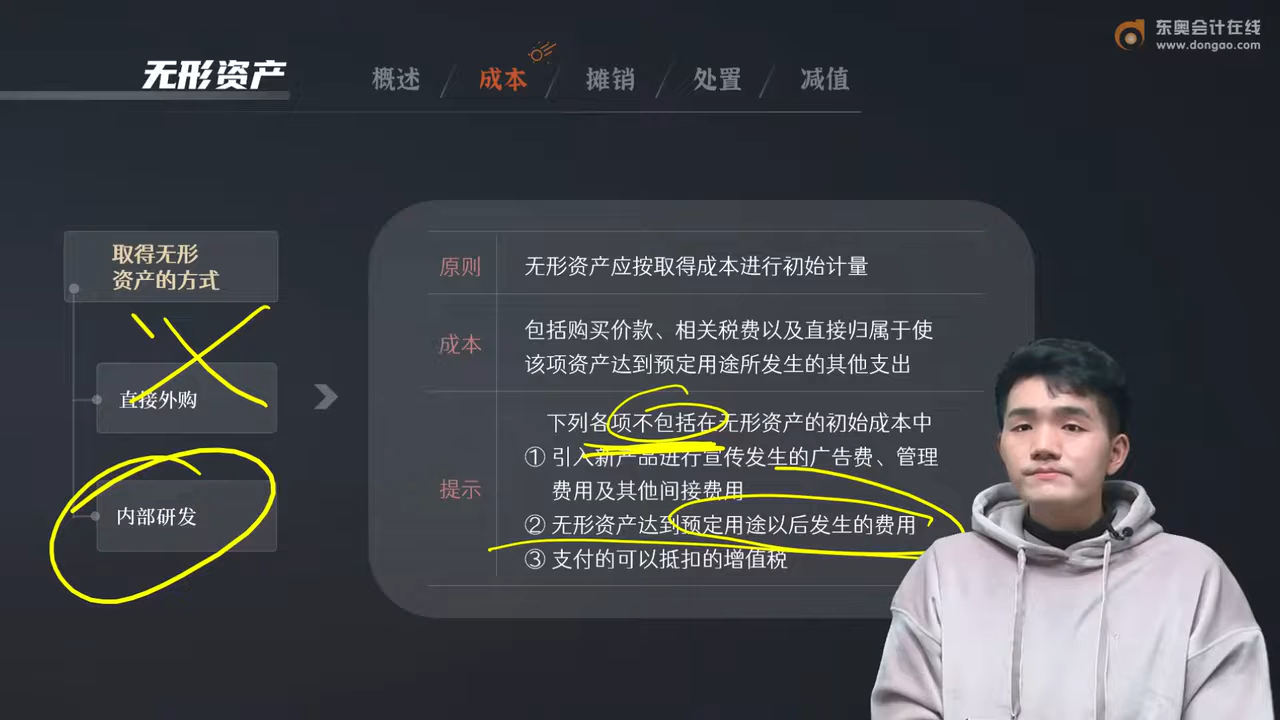 东奥会计在线
www.dongao.com
无形资产
概述 / 成本 / 摊销 / 处置 / 减值
取得无形
资产的方式
直接外购
内部研发
原则
无形资产应按取得成本进行初始计量
成本
包括购买价款、相关税费以及直接归属于使
该项资产达到预定用途所发生的其他支出
提示
下列各项不包括在无形资产的初始成本中
① 引入新产品进行宣传发生的广告费、管理
费用及其他间接费用
② 无形资产达到预定用途以后发生的费用
③ 支付的可以抵扣的增值税